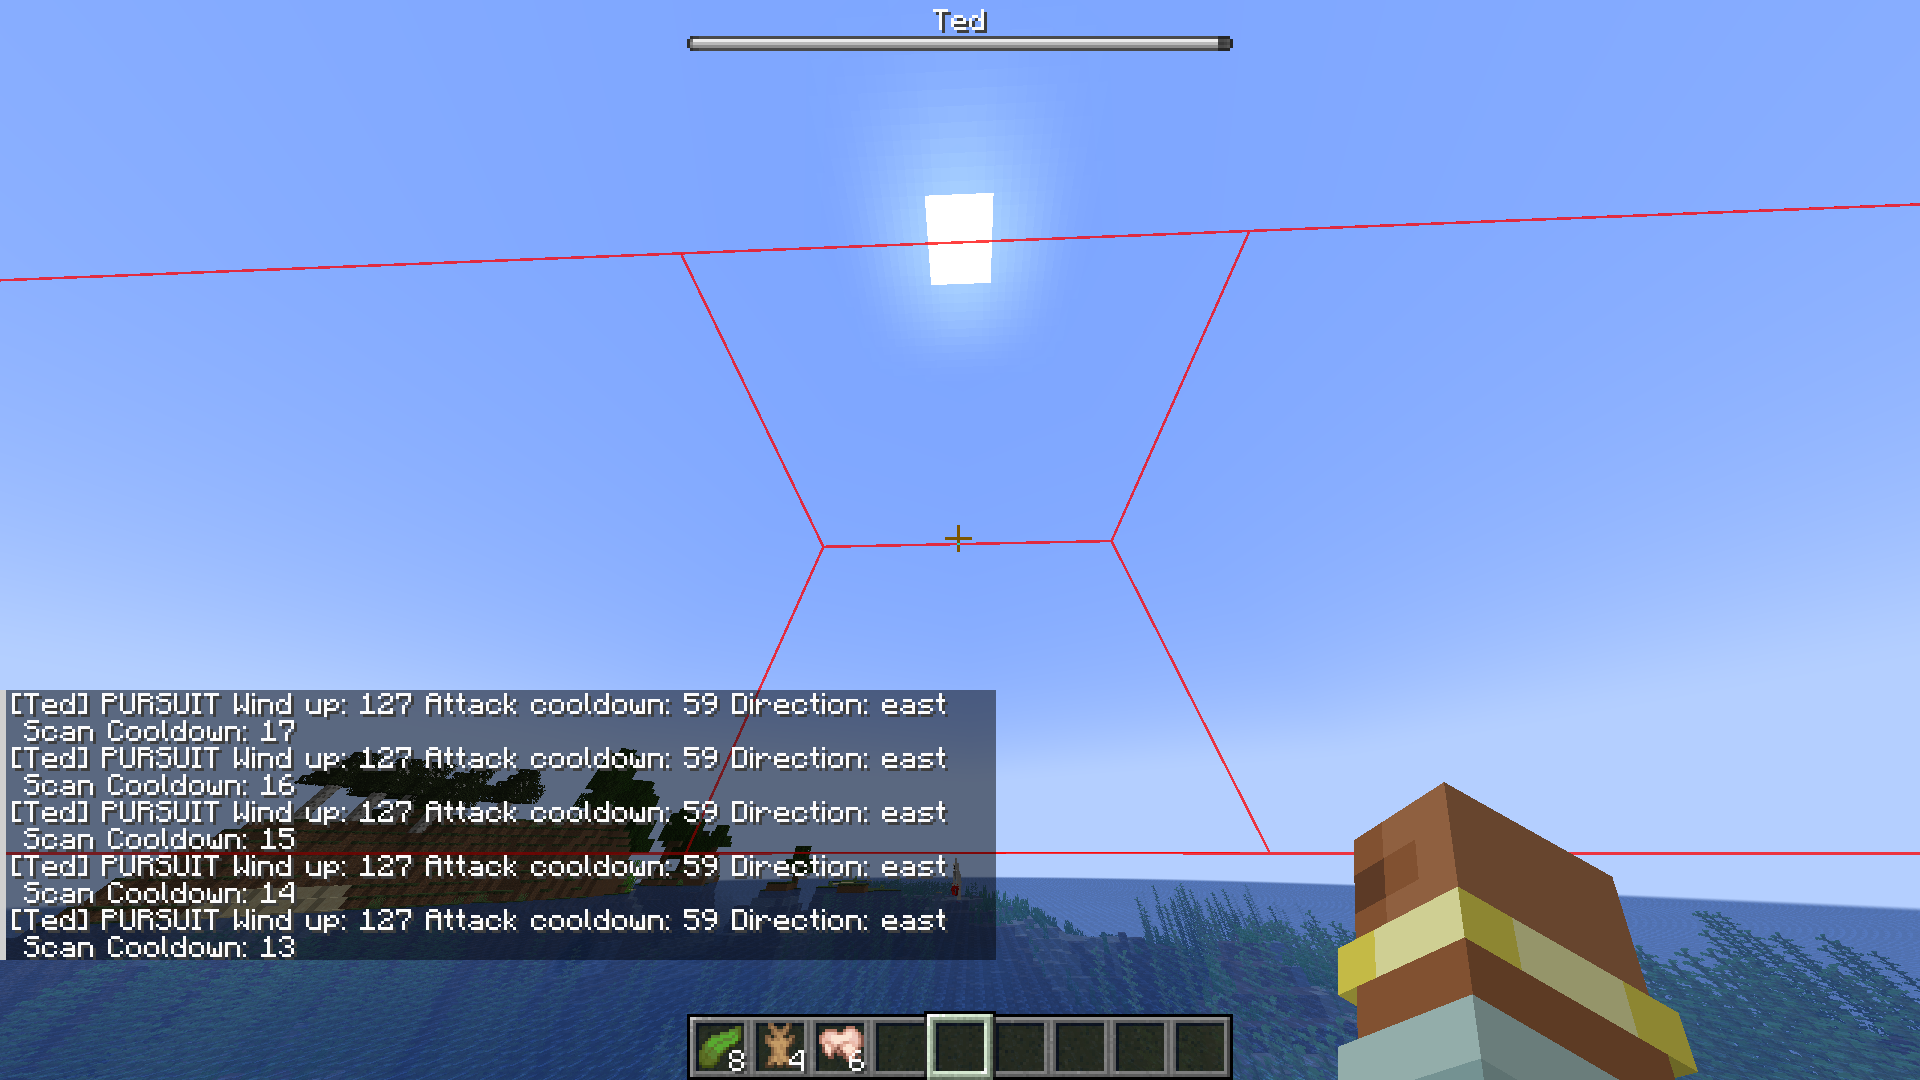 Ted
[Ted] PURSUIT Wind up: 127 Attack cooldown: 59 Direction: east
Scan Cooldown: 17
[Ted] PURSUIT Wind up: 127 Attack cooldown: 59 Direction: east
Scan Cooldown: 16
[Ted] PURSUIT Wind up: 127 Attack cooldown: 59 Direction: east
Scan Cooldown: 15
[Ted] PURSUIT Wind up: 127 Attack cooldown: 59 Direction: east
Scan Cooldown: 14
[Ted] PURSUIT Wind up: 127 Attack cooldown: 59 Direction: east
Scan Cooldown: 13
8 4 6